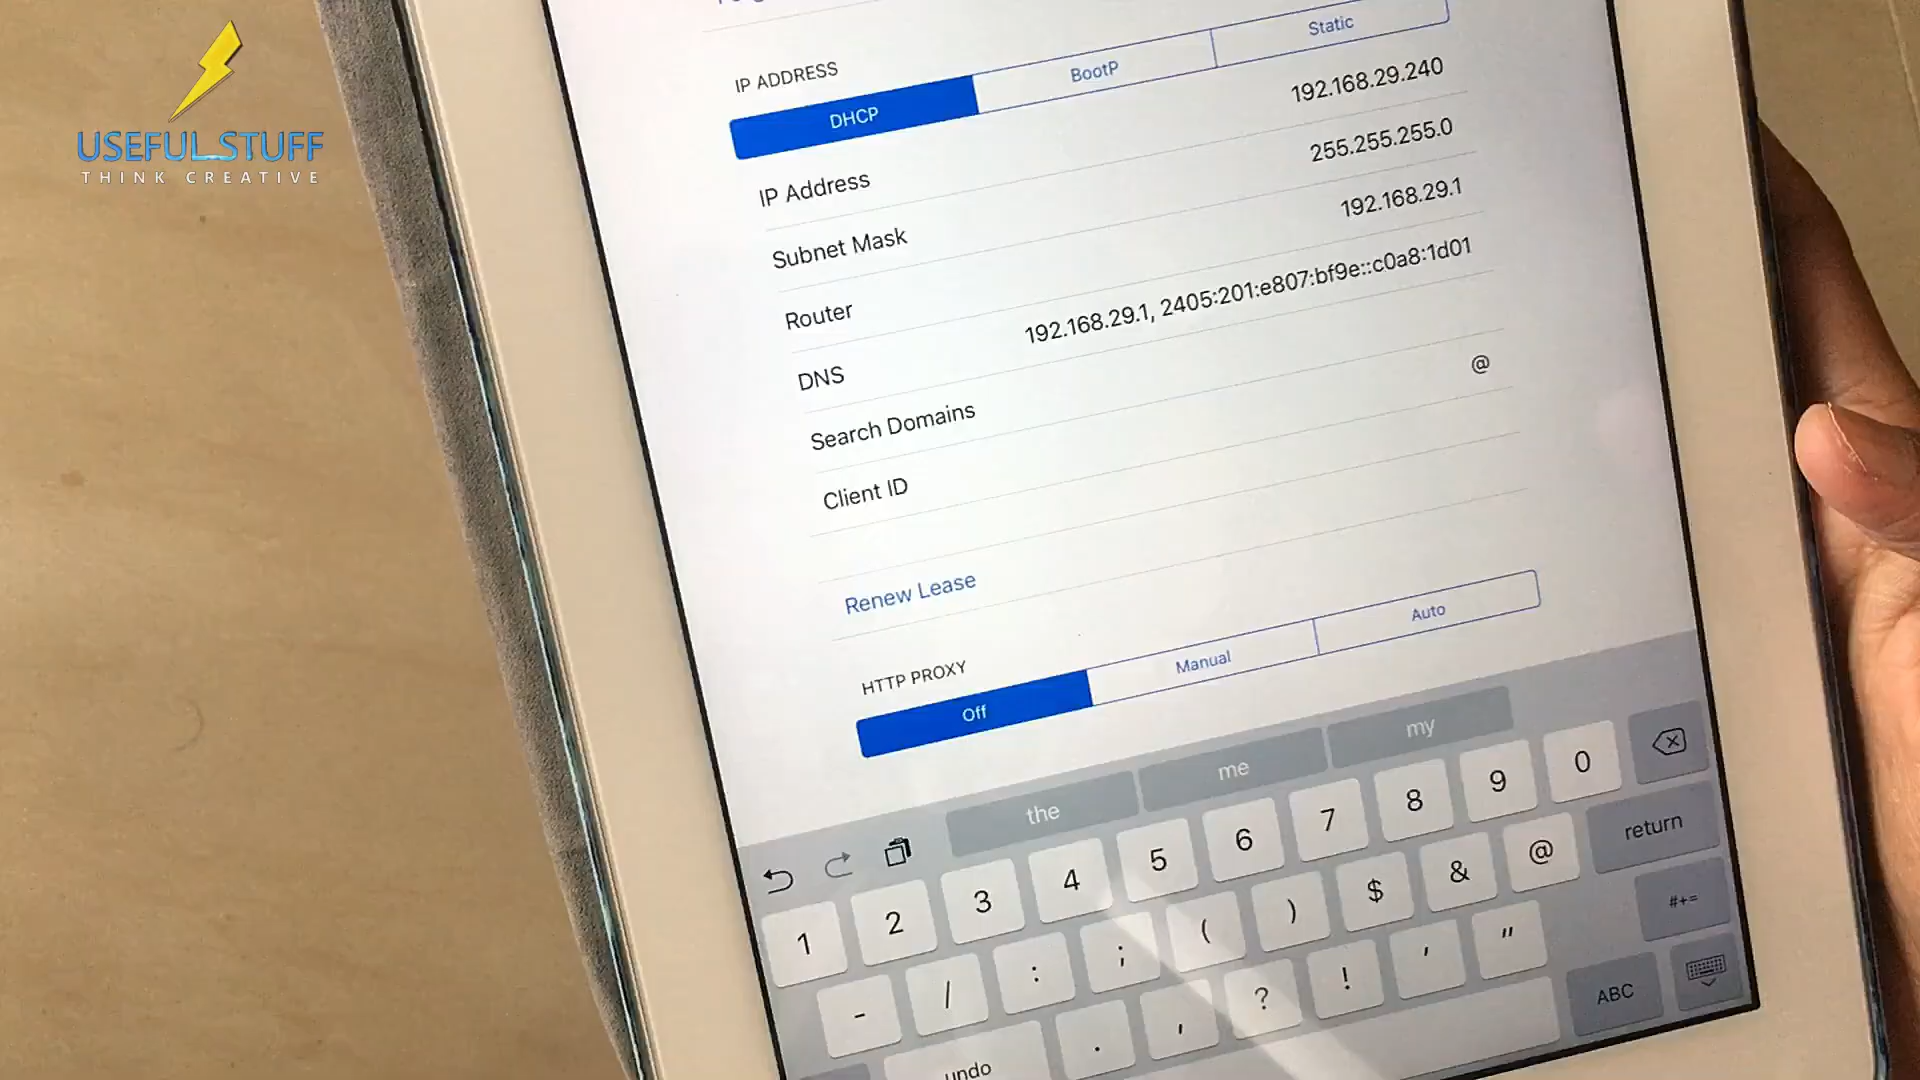 USEFUL_STUFF
THINK CREATIVE
IP ADDRESS
DHCP BootP Static
IP Address 192.168.29.240
Subnet Mask 255.255.255.0
Router 192.168.29.1
DNS 192.168.29.1, 2405:201:e807:bf9e::c0a8:1d01
Search Domains
Client ID @
Renew Lease
HTTP PROXY
Off Manual Auto
the me my
1 2 3 4 5 6 7 8 9 0
- / : ; ( ) $ & @ return
undo . , ? ! ' " #+=
ABC